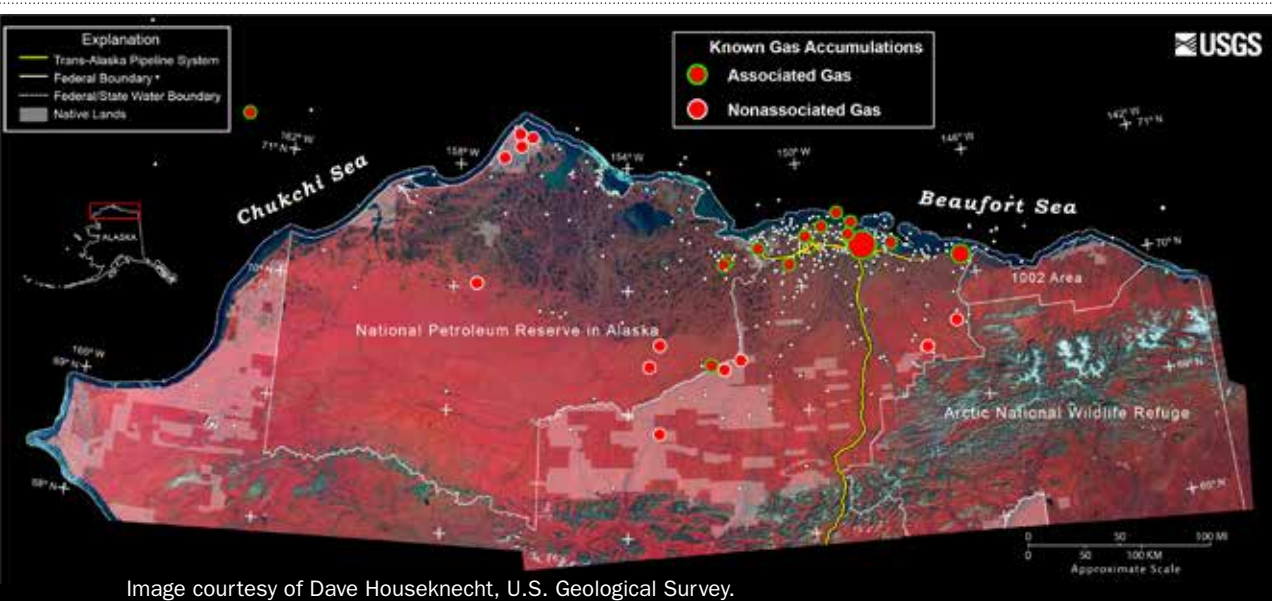 Explanation
Trans-Alaska Pipeline System
Federal Boundary *
Federal/State Water Boundary
Native Lands
Known Gas Accumulations
Associated Gas
Nonassociated Gas
USGS
162° W
71° N
158° W
154° W
150° W
146° W
142° W
71° N
Chukchi Sea
Beaufort Sea
ALASKA
70° N
70° N
1002 Area
National Petroleum Reserve in Alaska
166° W
69° N
69° N
Arctic National Wildlife Refuge
68° N
50 100 MI
0
0 50 100 KM
Approximate Scale
Image courtesy of Dave Houseknecht, U.S. Geological Survey.